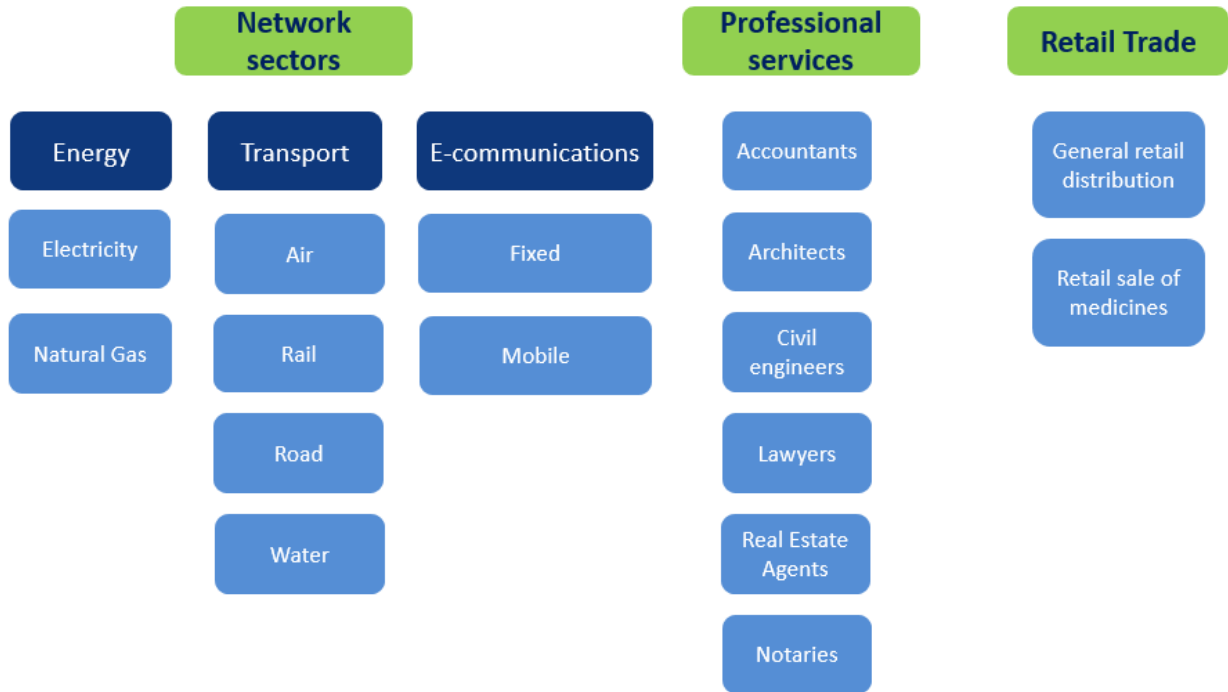 Network
sectors
Professional
services
Retail Trade
Energy
Transport
E-communications
Accountants
General retail
distribution
Electricity
Air
Fixed
Architects
Retail sale of
medicines
Natural Gas
Rail
Mobile
Civil
engineers
Road
Lawyers
Water
Real Estate
Agents
Notaries